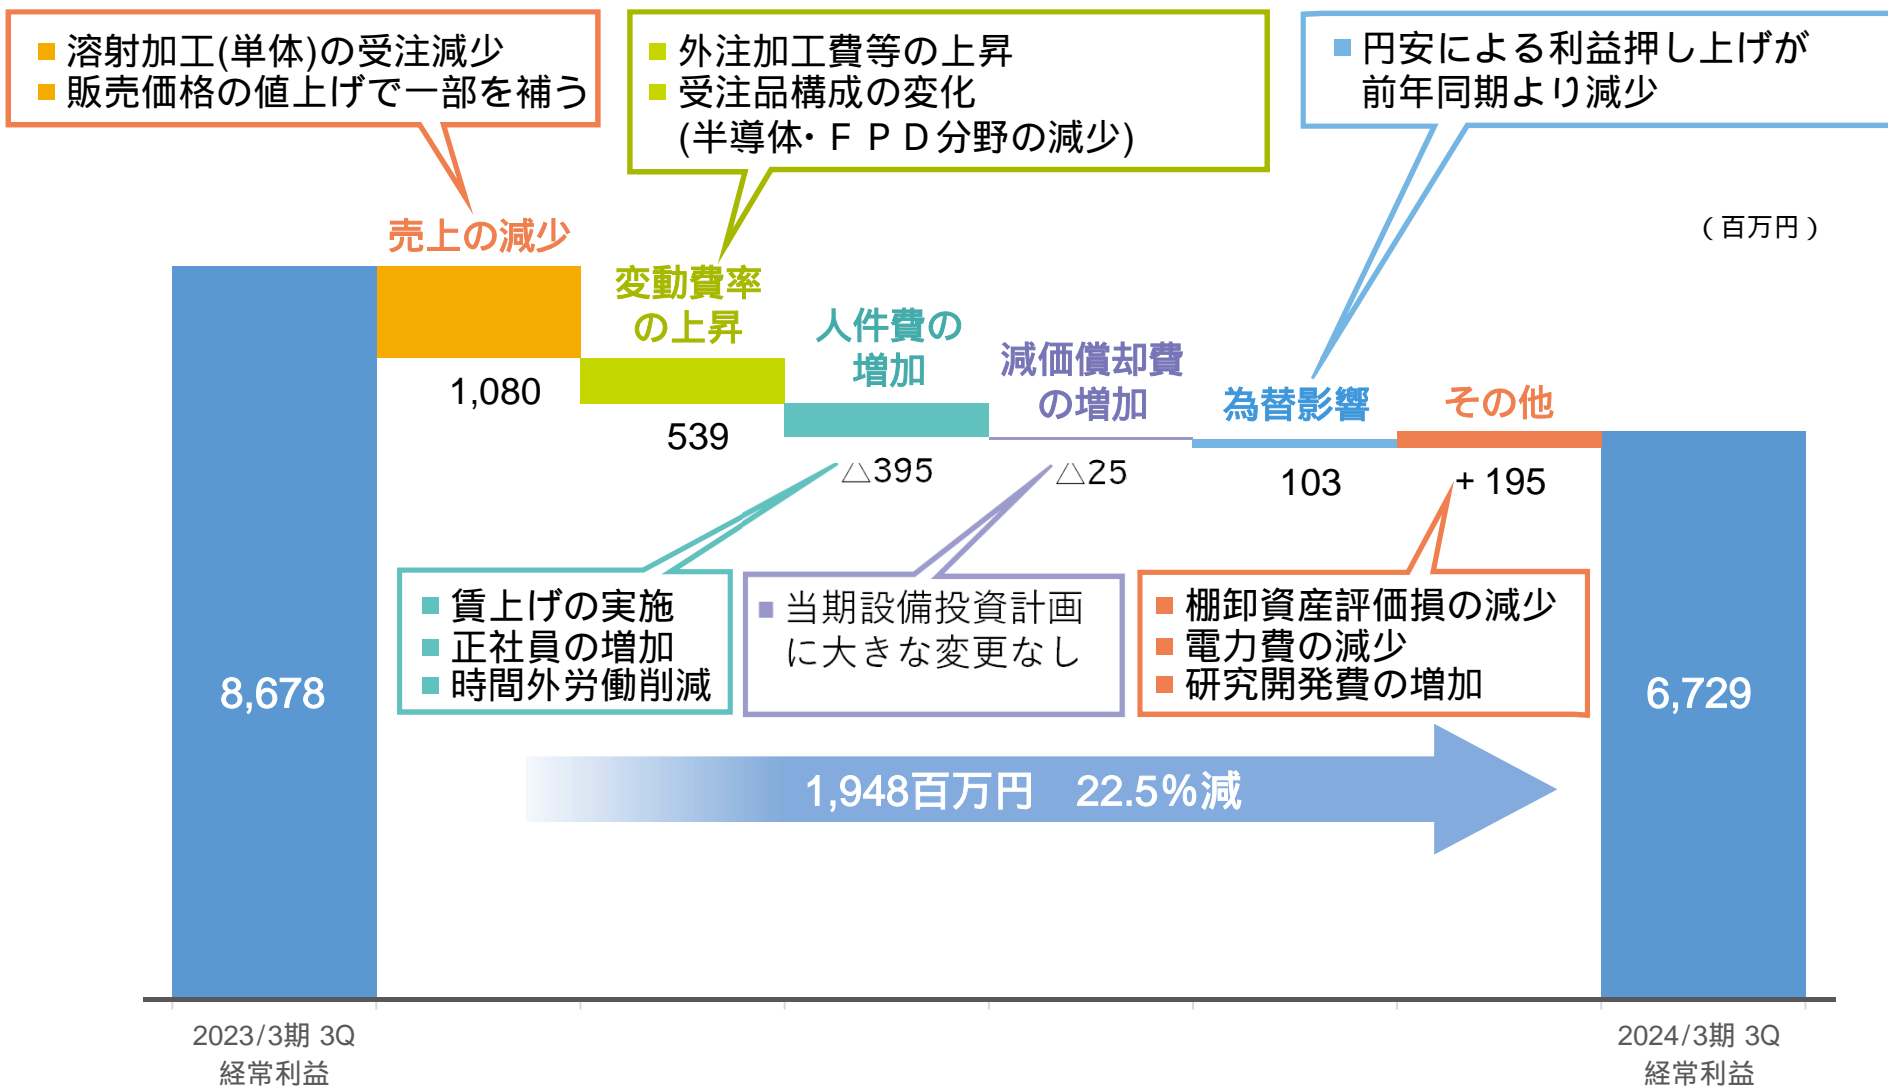 ■ 溶射加工(単体)の受注減少
■ 販売価格の値上げで一部を補う
■ 外注加工費等の上昇
■ 受注品構成の変化
(半導体・ＦＰＤ分野の減少)
■ 円安による利益押し上げが
前年同期より減少
（百万円）
売上の減少
変動費率
の上昇
人件費の
増加
減価償却費
の増加
為替影響
その他
1,080
539
△395
△25
103
+ 195
■ 賃上げの実施
■ 正社員の増加
■ 時間外労働削減
■ 当期設備投資計画
に大きな変更なし
■ 棚卸資産評価損の減少
■ 電力費の減少
■ 研究開発費の増加
8,678
6,729
1,948百万円　22.5%減
2023/3期 3Q
経常利益
2024/3期 3Q
経常利益